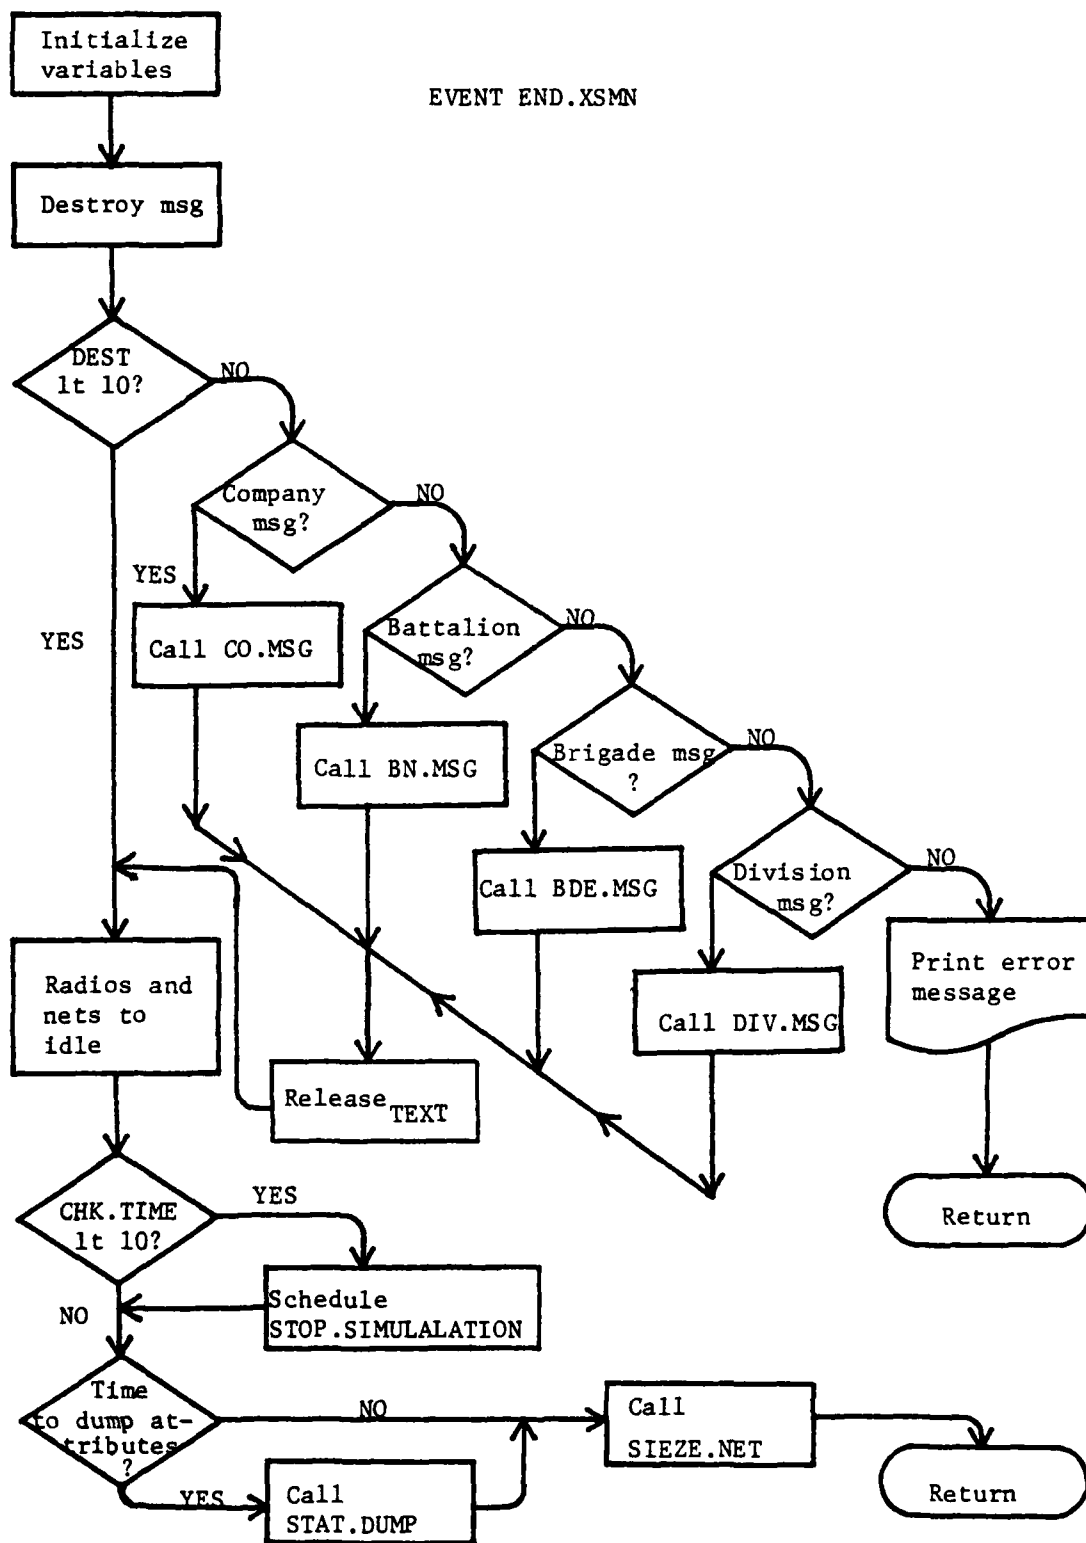 Initialize
variables
EVENT END.XSMN
Destroy msg
DEST
lt 10?
NO
Company
msg?
NO
YES
Call CO.MSG
YES
Battalion
msg?
NO
Call BN.MSG
Brigade msg
?
NO
Call BDE.MSG
Division
msg?
NO
Print error
message
Call DIV.MSG
Radios and
nets to
idle
Release TEXT
Return
CHK.TIME
lt 10?
YES
NO
Schedule
STOP.SIMULALATION
Time
to dump at-
tributes
?
NO
YES
Call
STAT.DUMP
Call
SIEZE.NET
Return